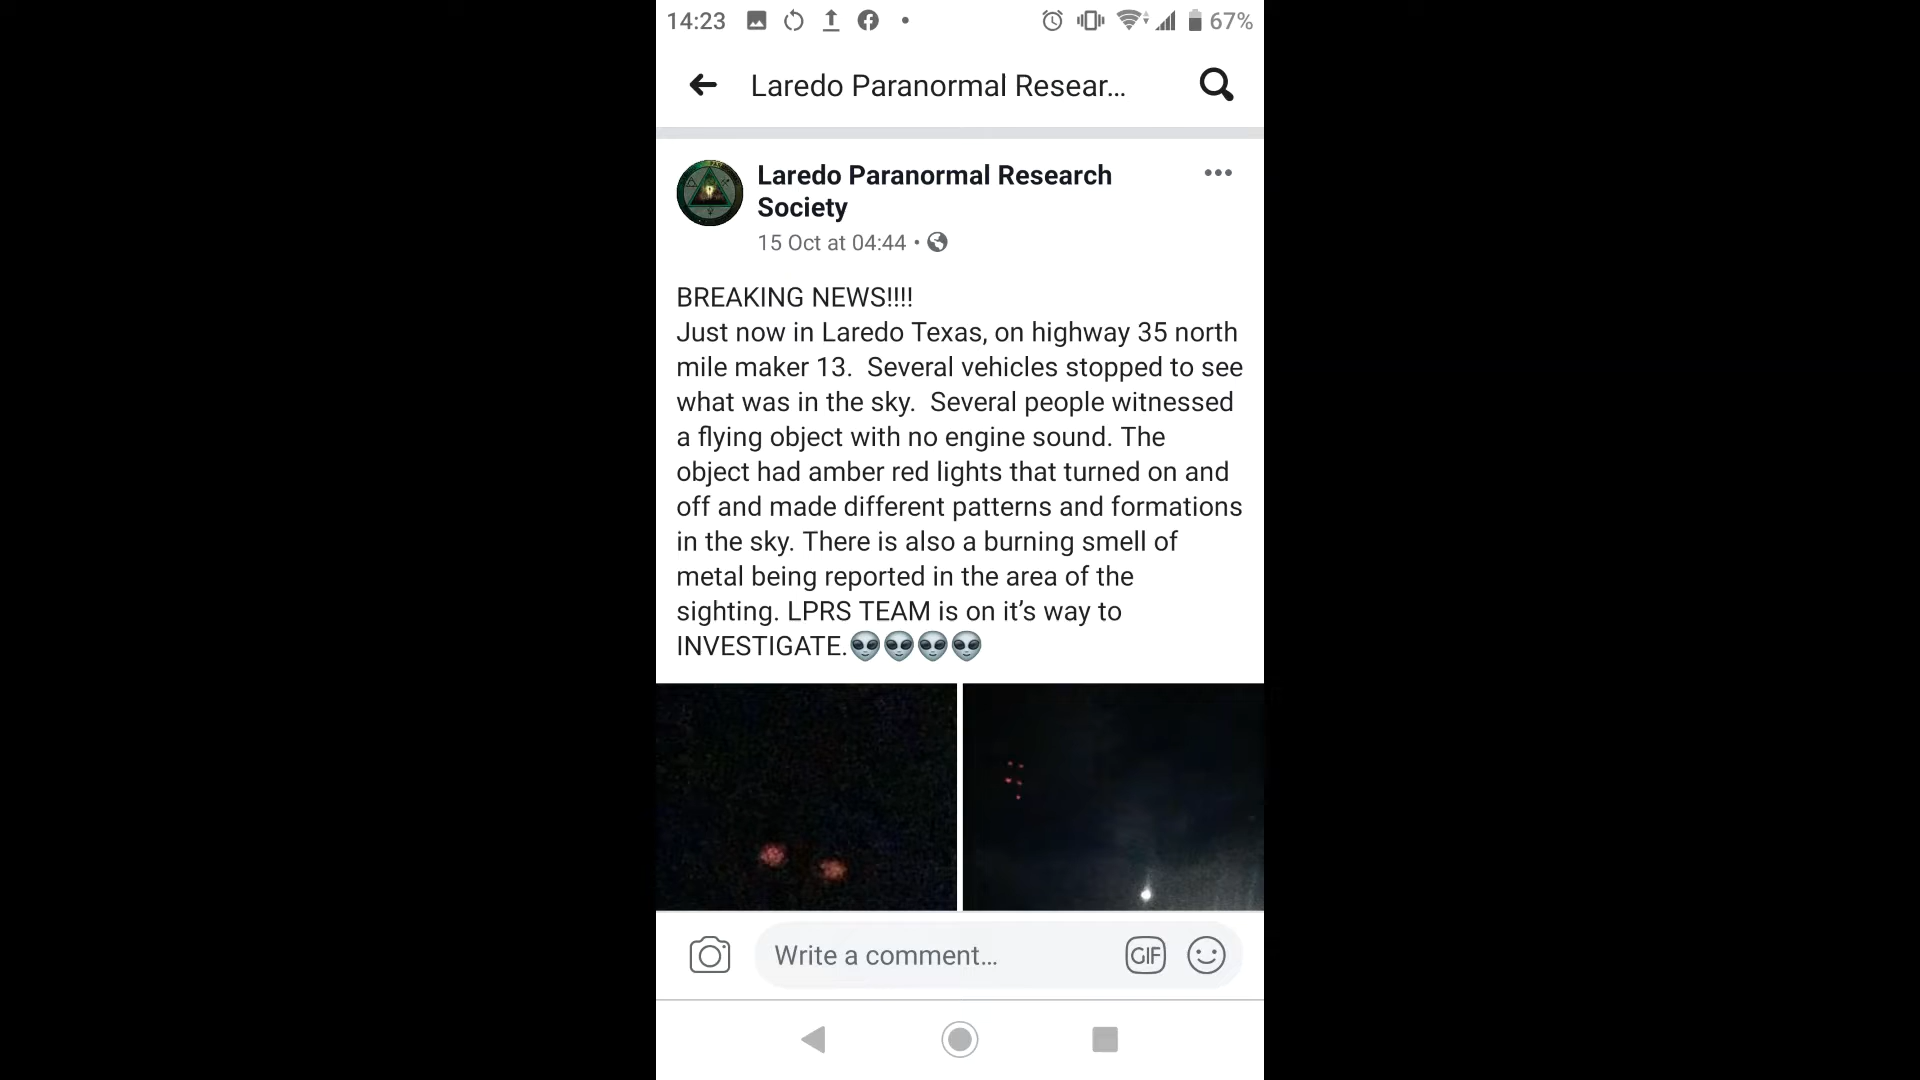 14:23
67%
Laredo Paranormal Resear...
Laredo Paranormal Research
Society
15 Oct at 04:44 •
BREAKING NEWS!!!!
Just now in Laredo Texas, on highway 35 north
mile maker 13.  Several vehicles stopped to see
what was in the sky.  Several people witnessed
a flying object with no engine sound. The
object had amber red lights that turned on and
off and made different patterns and formations
in the sky. There is also a burning smell of
metal being reported in the area of the
sighting. LPRS TEAM is on it’s way to
INVESTIGATE.👽👽👽👽
Write a comment...
GIF